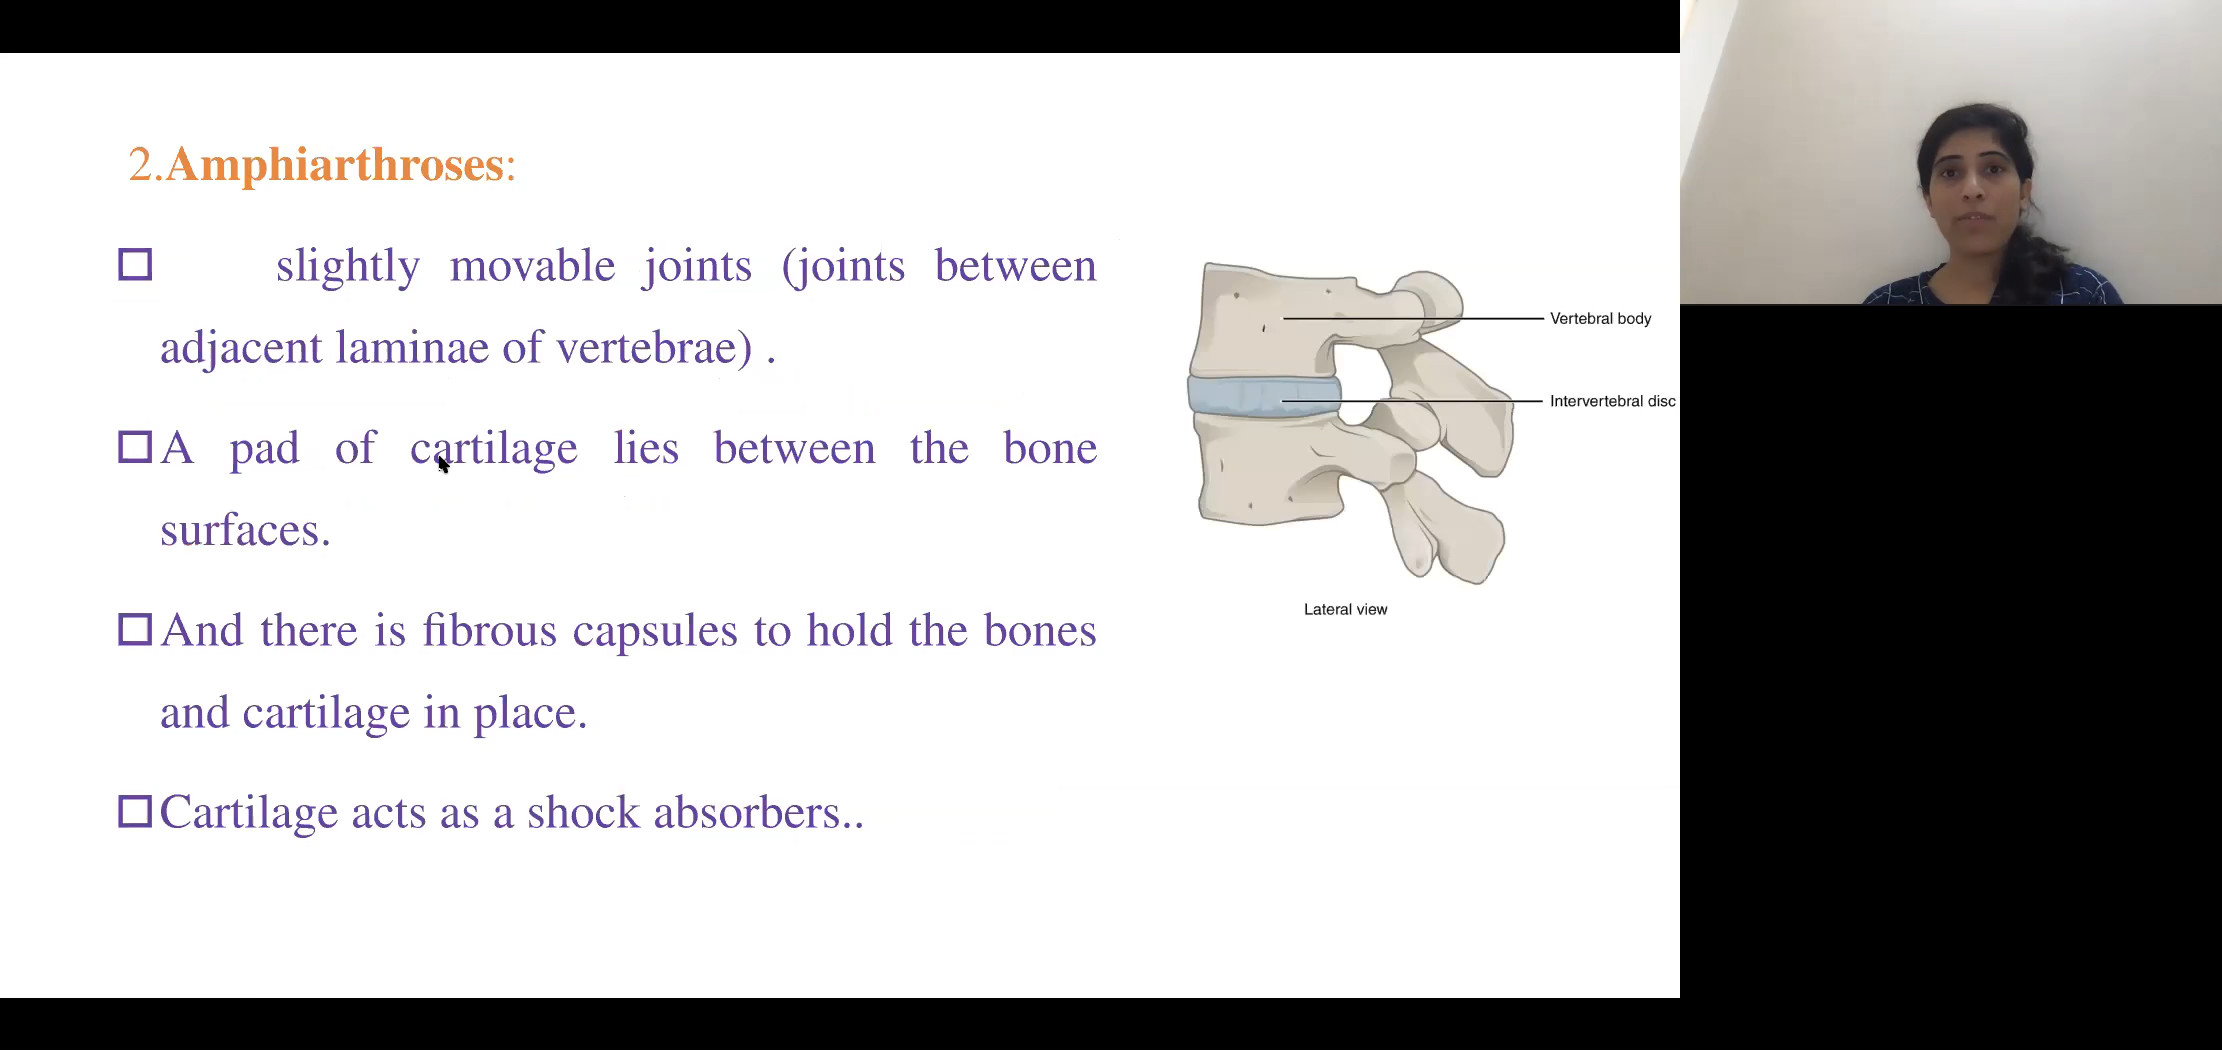 2.Amphiarthroses:
slightly movable joints (joints between
adjacent laminae of vertebrae) .
A pad of cartilage lies between the bone
surfaces.
And there is fibrous capsules to hold the bones
and cartilage in place.
Cartilage acts as a shock absorbers..
Vertebral body
Intervertebral disc
Lateral view